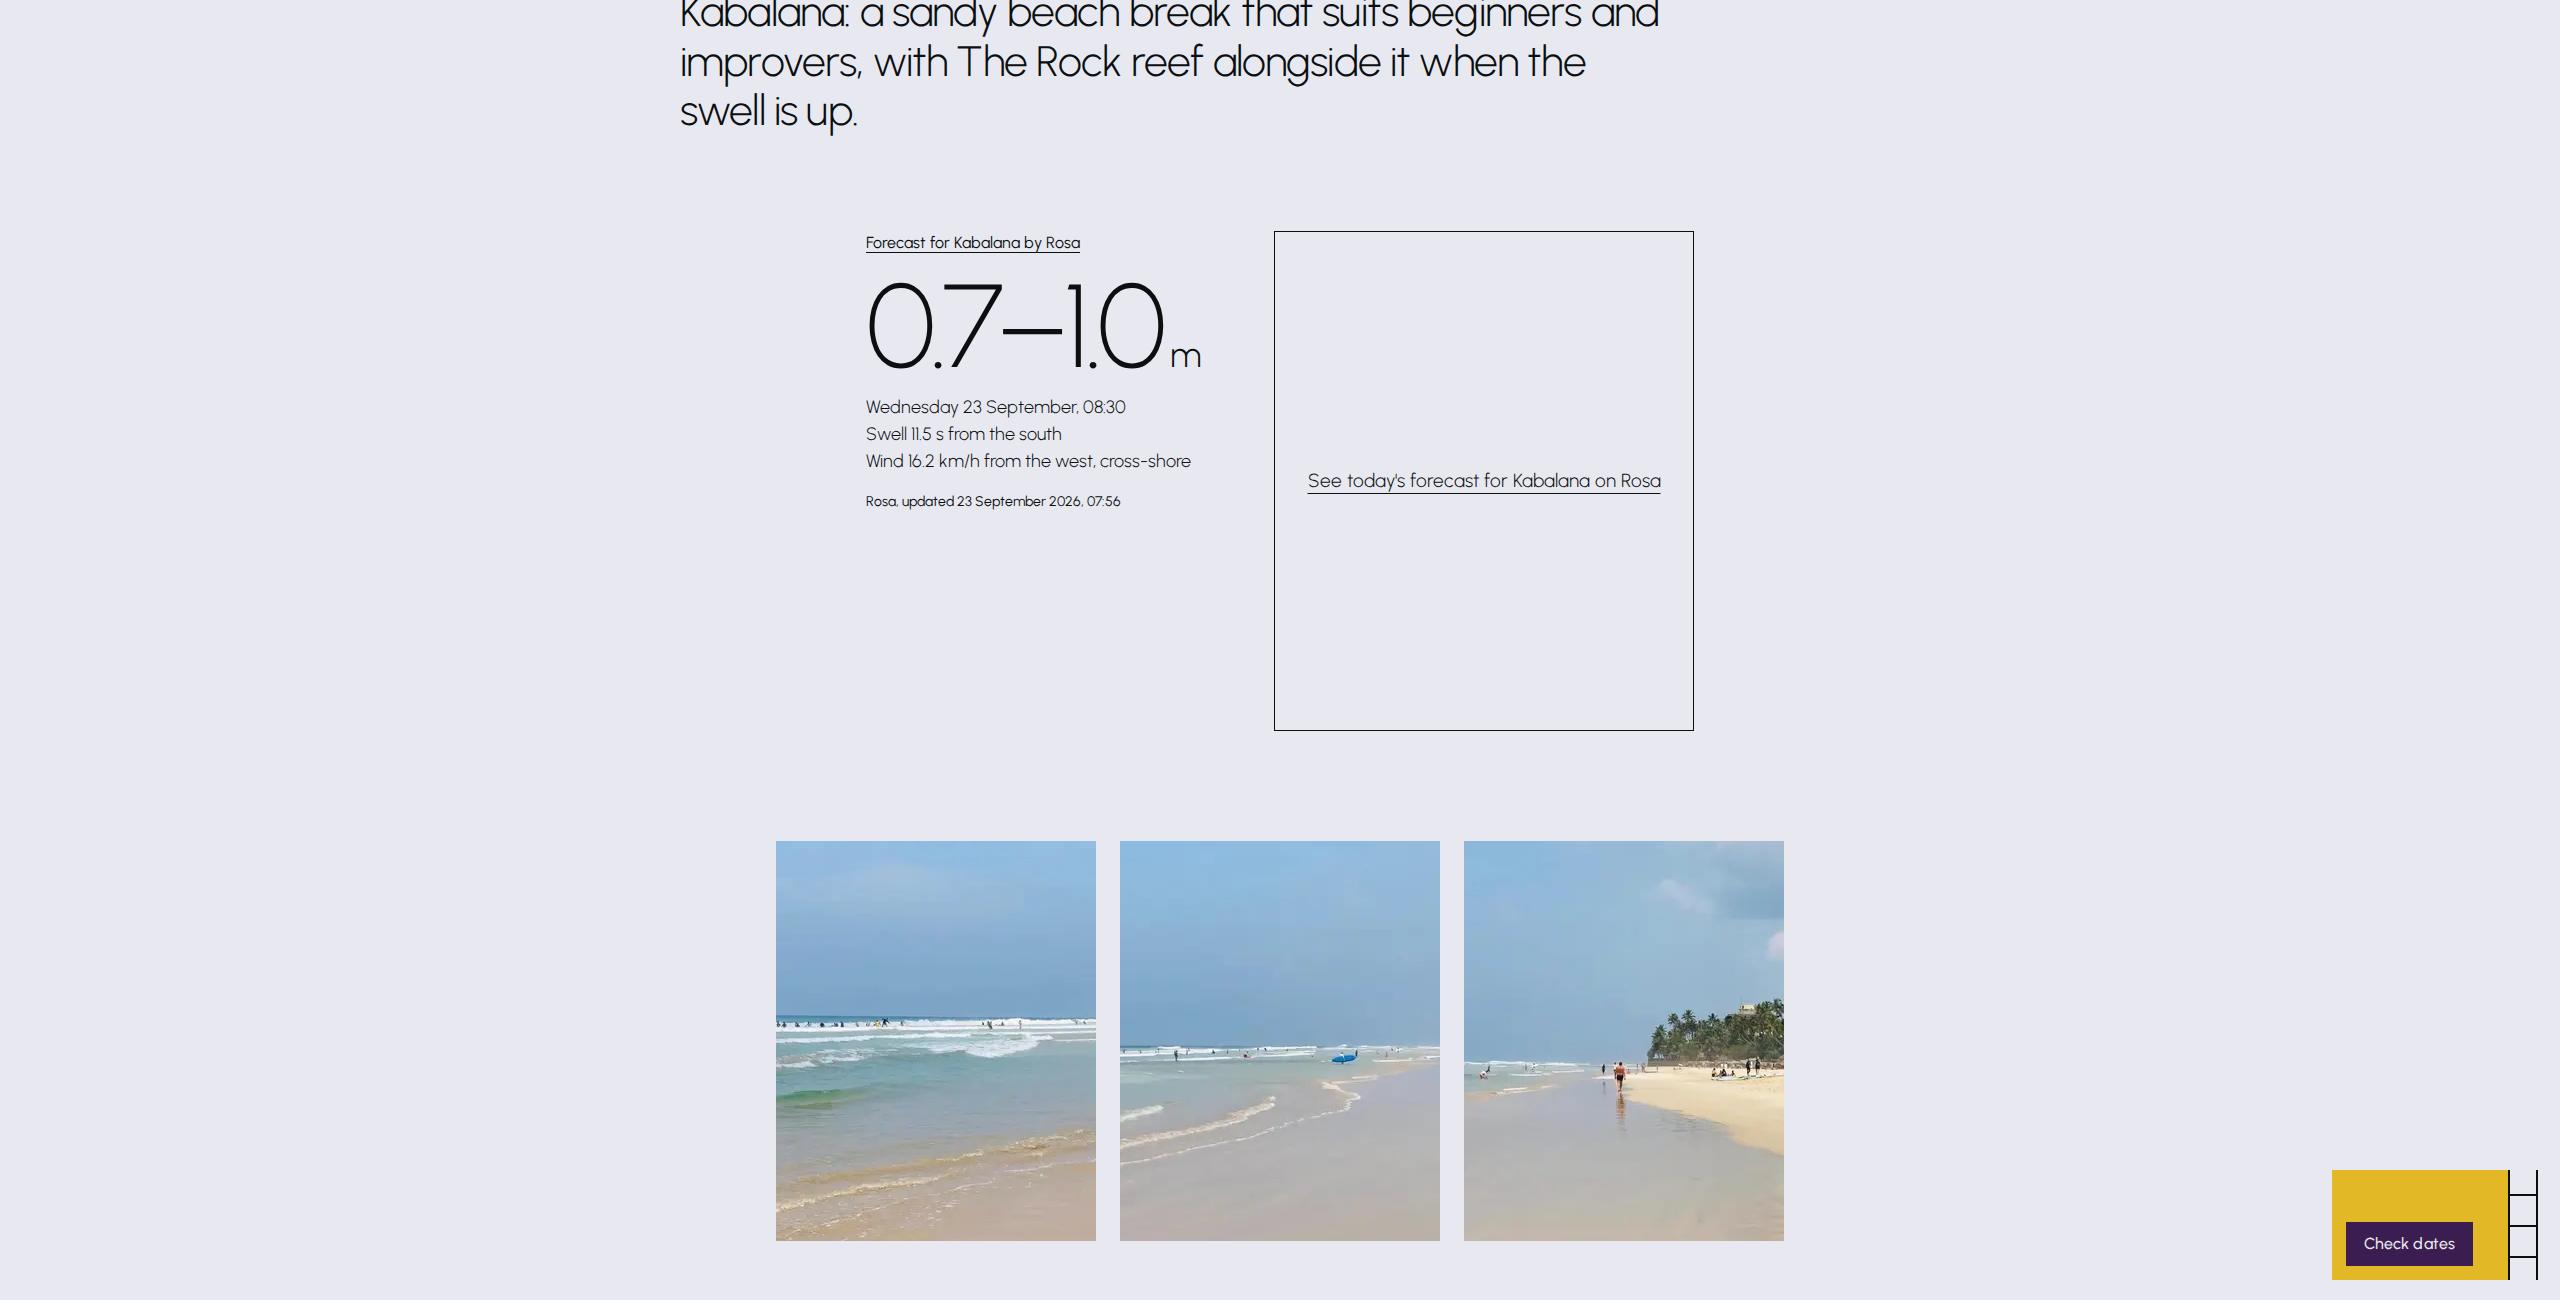 Kabalana: a sandy beach break that suits beginners and
improvers, with The Rock reef alongside it when the
swell is up.
Forecast for Kabalana by Rosa
0.7–1.0 m
Wednesday 23 September, 08:30
Swell 11.5 s from the south
Wind 16.2 km/h from the west, cross-shore
Rosa, updated 23 September 2026, 07:56
See today's forecast for Kabalana on Rosa
Check dates